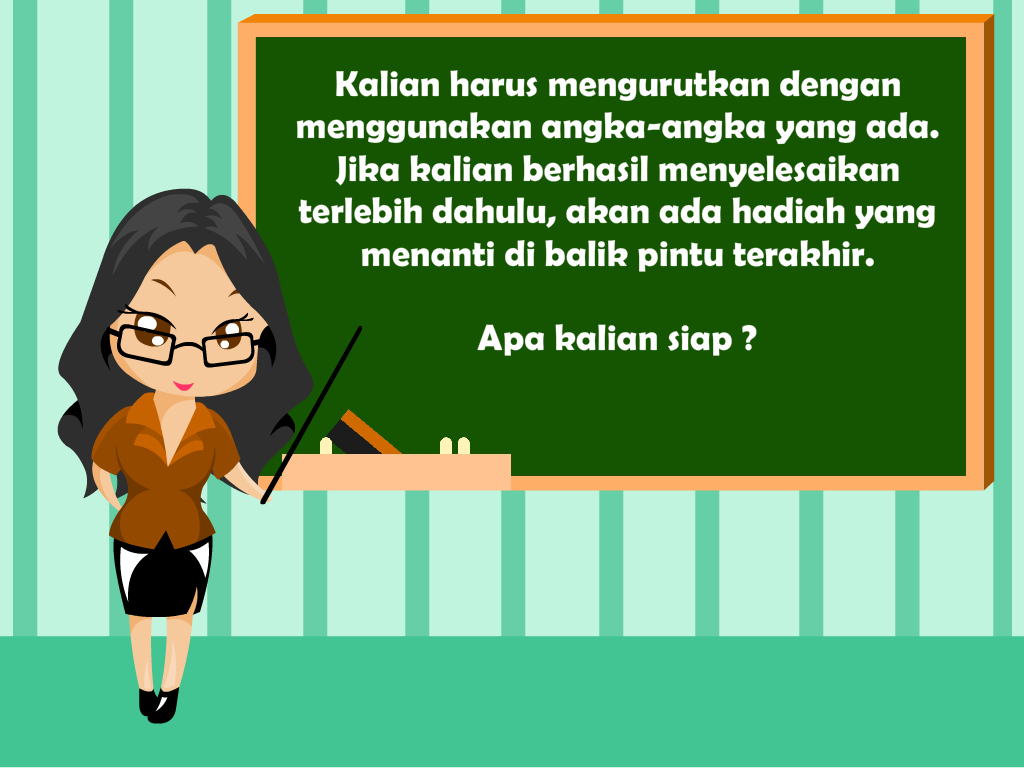 Kalian harus mengurutkan dengan
menggunakan angka-angka yang ada.
Jika kalian berhasil menyelesaikan
terlebih dahulu, akan ada hadiah yang
menanti di balik pintu terakhir.
Apa kalian siap ?